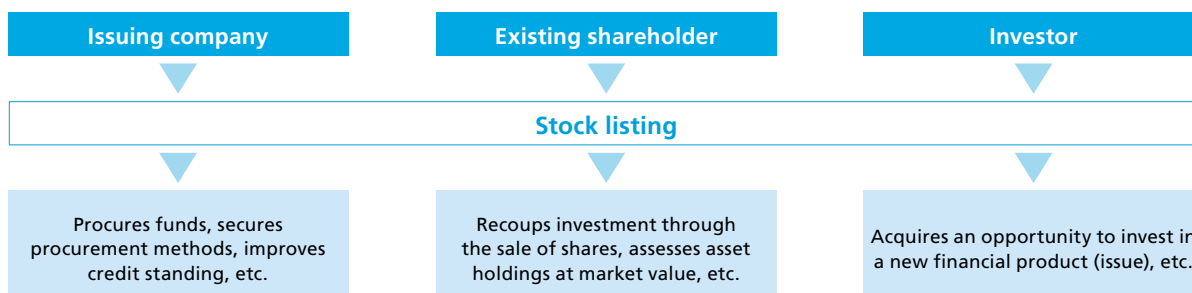 Issuing company
Existing shareholder
Investor
Stock listing
Procures funds, secures
procurement methods, improves
credit standing, etc.
Recoups investment through
the sale of shares, assesses asset
holdings at market value, etc.
Acquires an opportunity to invest in
a new financial product (issue), etc.